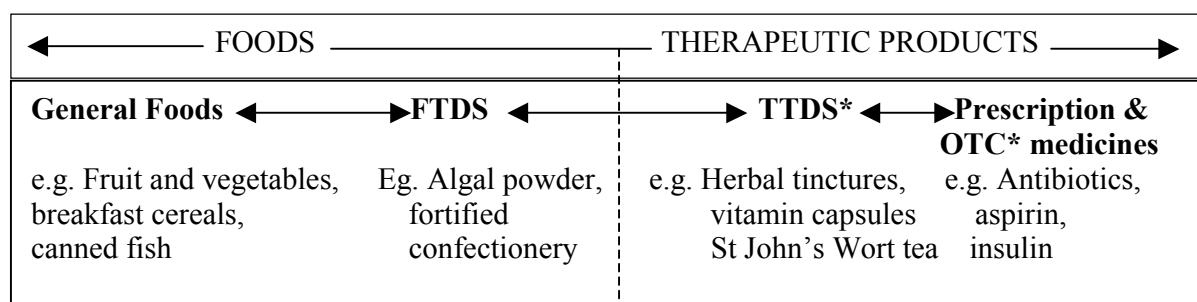 FOODS THERAPEUTIC PRODUCTS
General Foods FTDS TTDS* Prescription &
OTC* medicines
e.g. Fruit and vegetables, Eg. Algal powder, e.g. Herbal tinctures, e.g. Antibiotics,
breakfast cereals, fortified vitamin capsules aspirin,
canned fish confectionery St John’s Wort tea insulin